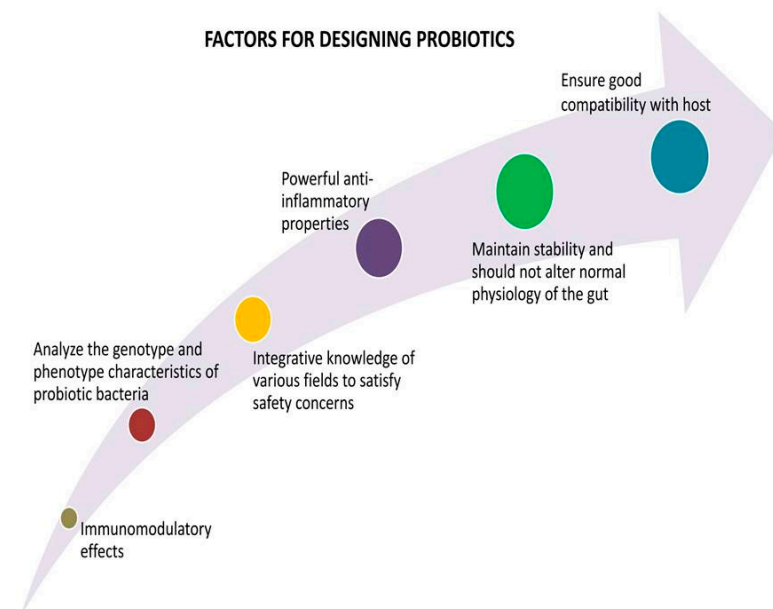 FACTORS FOR DESIGNING PROBIOTICS
Ensure good
compatibility with host
Powerful anti-
inflammatory
properties
Maintain stability and
should not alter normal
physiology of the gut
Analyze the genotype and
phenotype characteristics of
probiotic bacteria
Integrative knowledge of
various fields to satisfy
safety concerns
Immunomodulatory
effects